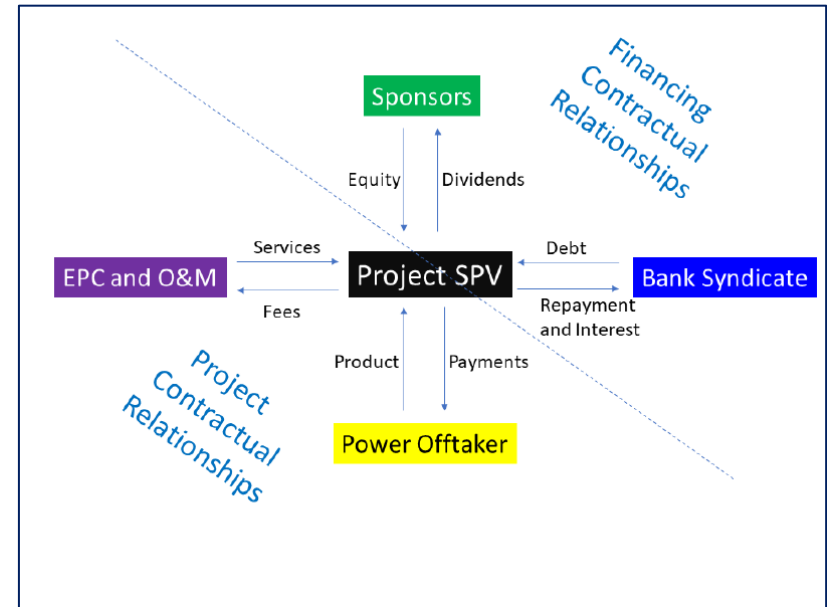 Financing
Contractual
Relationships
Sponsors
Equity
Dividends
Services
Debt
EPC and O&M
Project SPV
Bank Syndicate
Fees
Repayment
and Interest
Product
Payments
Project
Contractual
Relationships
Power Offtaker